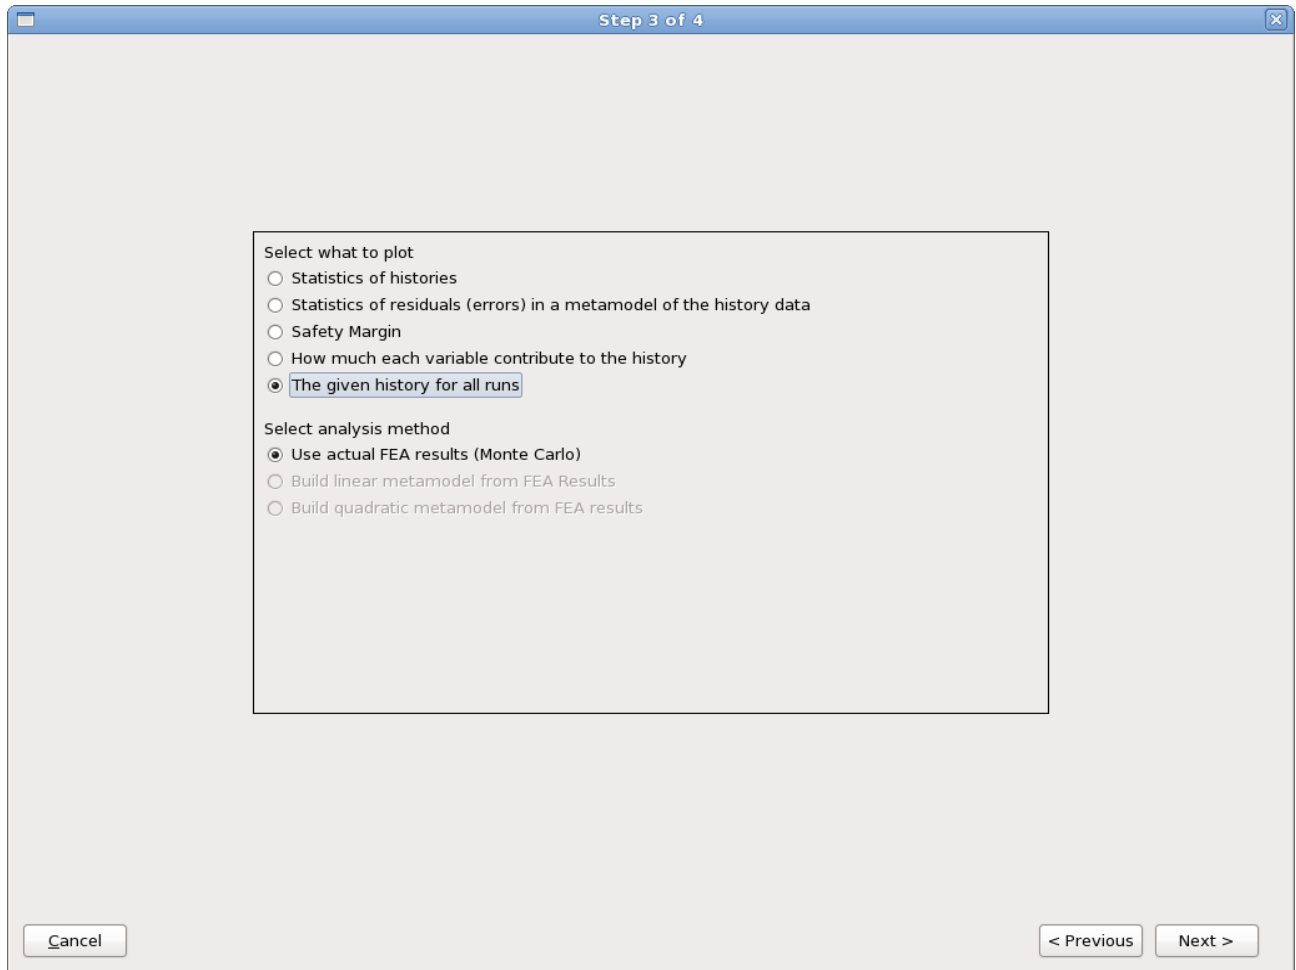 Step 3 of 4
Select what to plot
Statistics of histories
Statistics of residuals (errors) in a metamodel of the history data
Safety Margin
How much each variable contribute to the history
The given history for all runs
Select analysis method
Use actual FEA results (Monte Carlo)
Build linear metamodel from FEA Results
Build quadratic metamodel from FEA results
Cancel
< Previous
Next >